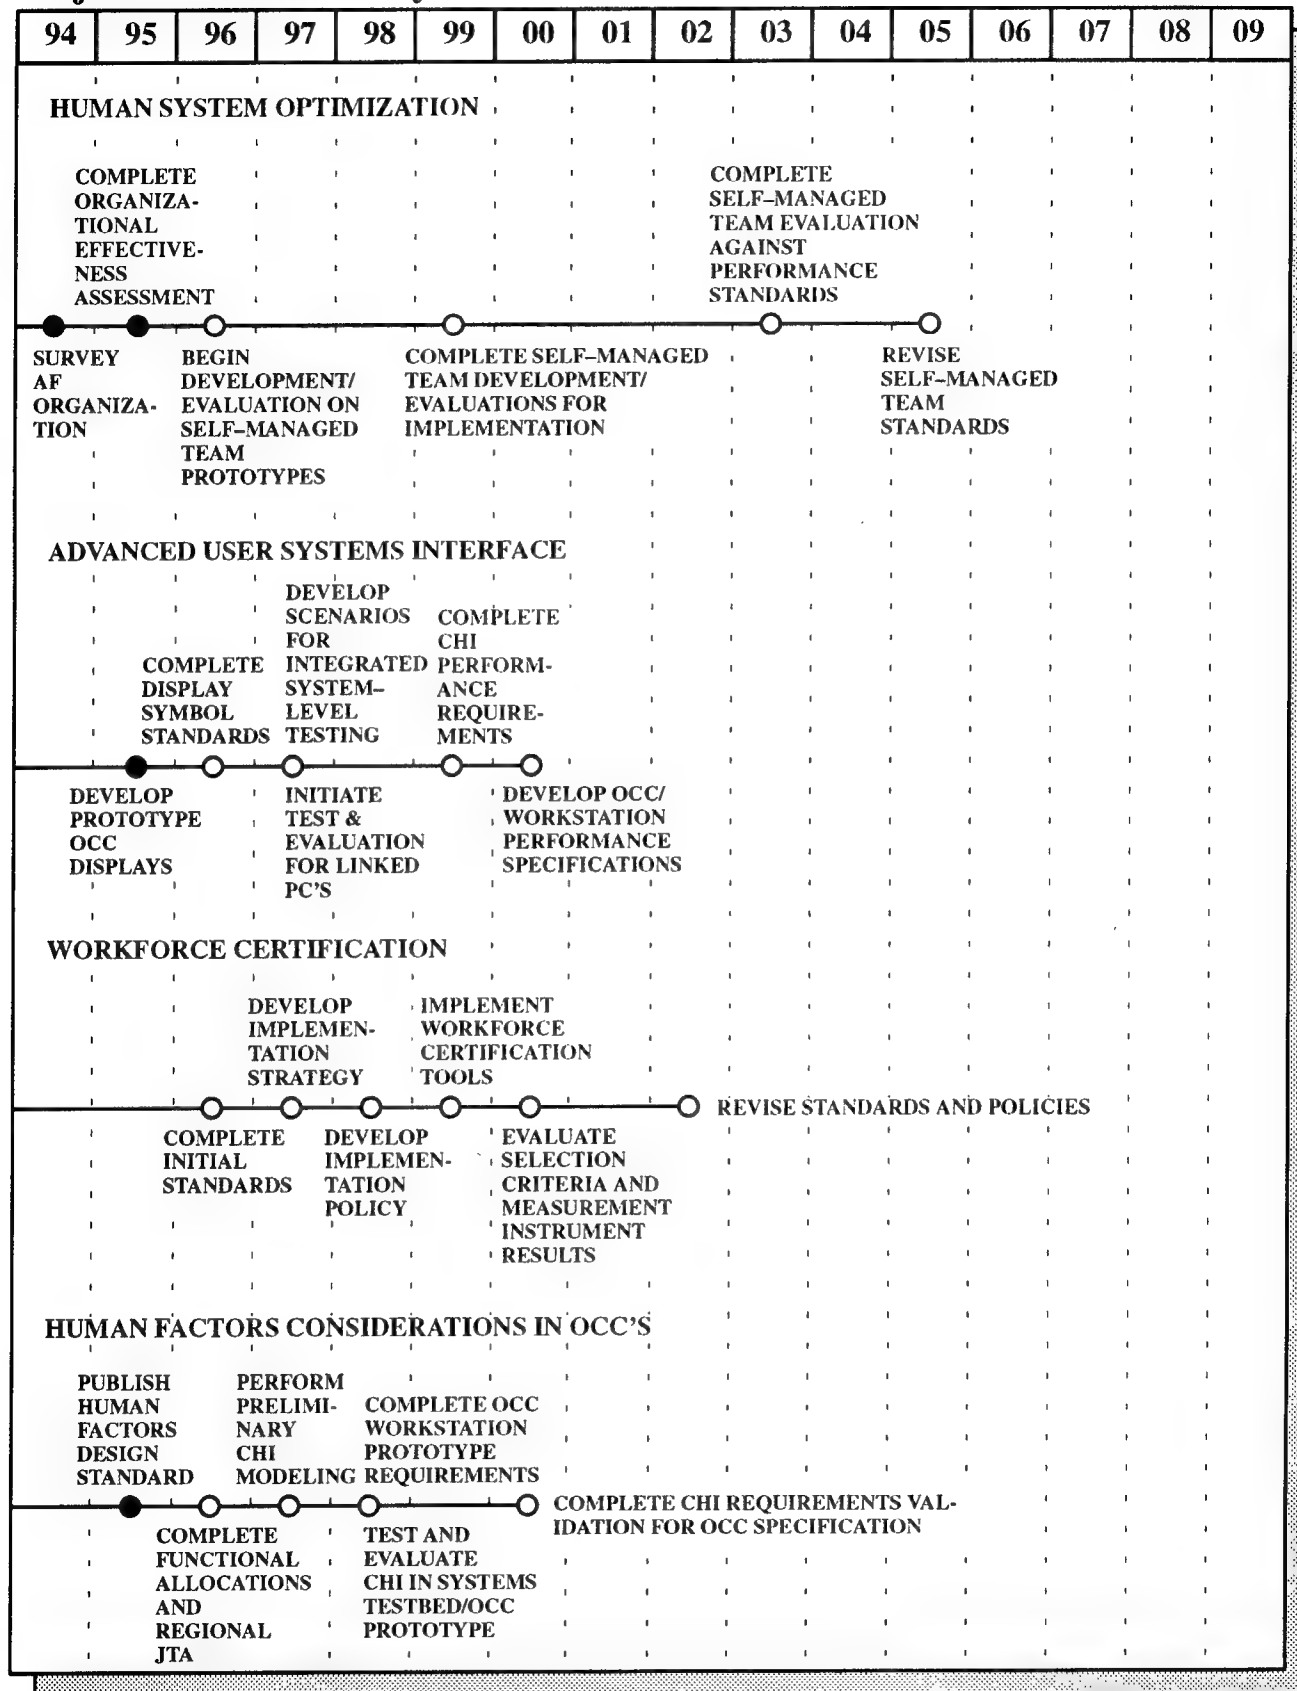 94 95 96 97 98 99 00 01 02 03 04 05 06 07 08 09
HUMAN SYSTEM OPTIMIZATION
COMPLETE
ORGANIZA-
TIONAL
EFFECTIVE-
NESS
ASSESSMENT
COMPLETE
SELF–MANAGED
TEAM EVALUATION
AGAINST
PERFORMANCE
STANDARDS
SURVEY
AF
ORGANIZA-
TION
BEGIN
DEVELOPMENT/
EVALUATION ON
SELF–MANAGED
TEAM
PROTOTYPES
COMPLETE SELF–MANAGED
TEAM DEVELOPMENT/
EVALUATIONS FOR
IMPLEMENTATION
REVISE
SELF–MANAGED
TEAM
STANDARDS
ADVANCED USER SYSTEMS INTERFACE
COMPLETE
DISPLAY
SYMBOL
STANDARDS
DEVELOP
SCENARIOS
FOR
INTEGRATED
SYSTEM–
LEVEL
TESTING
COMPLETE
CHI
PERFORM-
ANCE
REQUIRE-
MENTS
DEVELOP
PROTOTYPE
OCC
DISPLAYS
INITIATE
TEST &
EVALUATION
FOR LINKED
PC'S
DEVELOP OCC/
WORKSTATION
PERFORMANCE
SPECIFICATIONS
WORKFORCE CERTIFICATION
DEVELOP
IMPLEMEN-
TATION
STRATEGY
IMPLEMENT
WORKFORCE
CERTIFICATION
TOOLS
REVISE STANDARDS AND POLICIES
COMPLETE
INITIAL
STANDARDS
DEVELOP
IMPLEMEN-
TATION
POLICY
EVALUATE
SELECTION
CRITERIA AND
MEASUREMENT
INSTRUMENT
RESULTS
HUMAN FACTORS CONSIDERATIONS IN OCC'S
PUBLISH
HUMAN
FACTORS
DESIGN
STANDARD
PERFORM
PRELIMI-
NARY
CHI
MODELING
COMPLETE OCC
WORKSTATION
PROTOTYPE
REQUIREMENTS
COMPLETE CHI REQUIREMENTS VAL-
IDATION FOR OCC SPECIFICATION
COMPLETE
FUNCTIONAL
ALLOCATIONS
AND
REGIONAL
JTA
TEST AND
EVALUATE
CHI IN SYSTEMS
TESTBED/OCC
PROTOTYPE